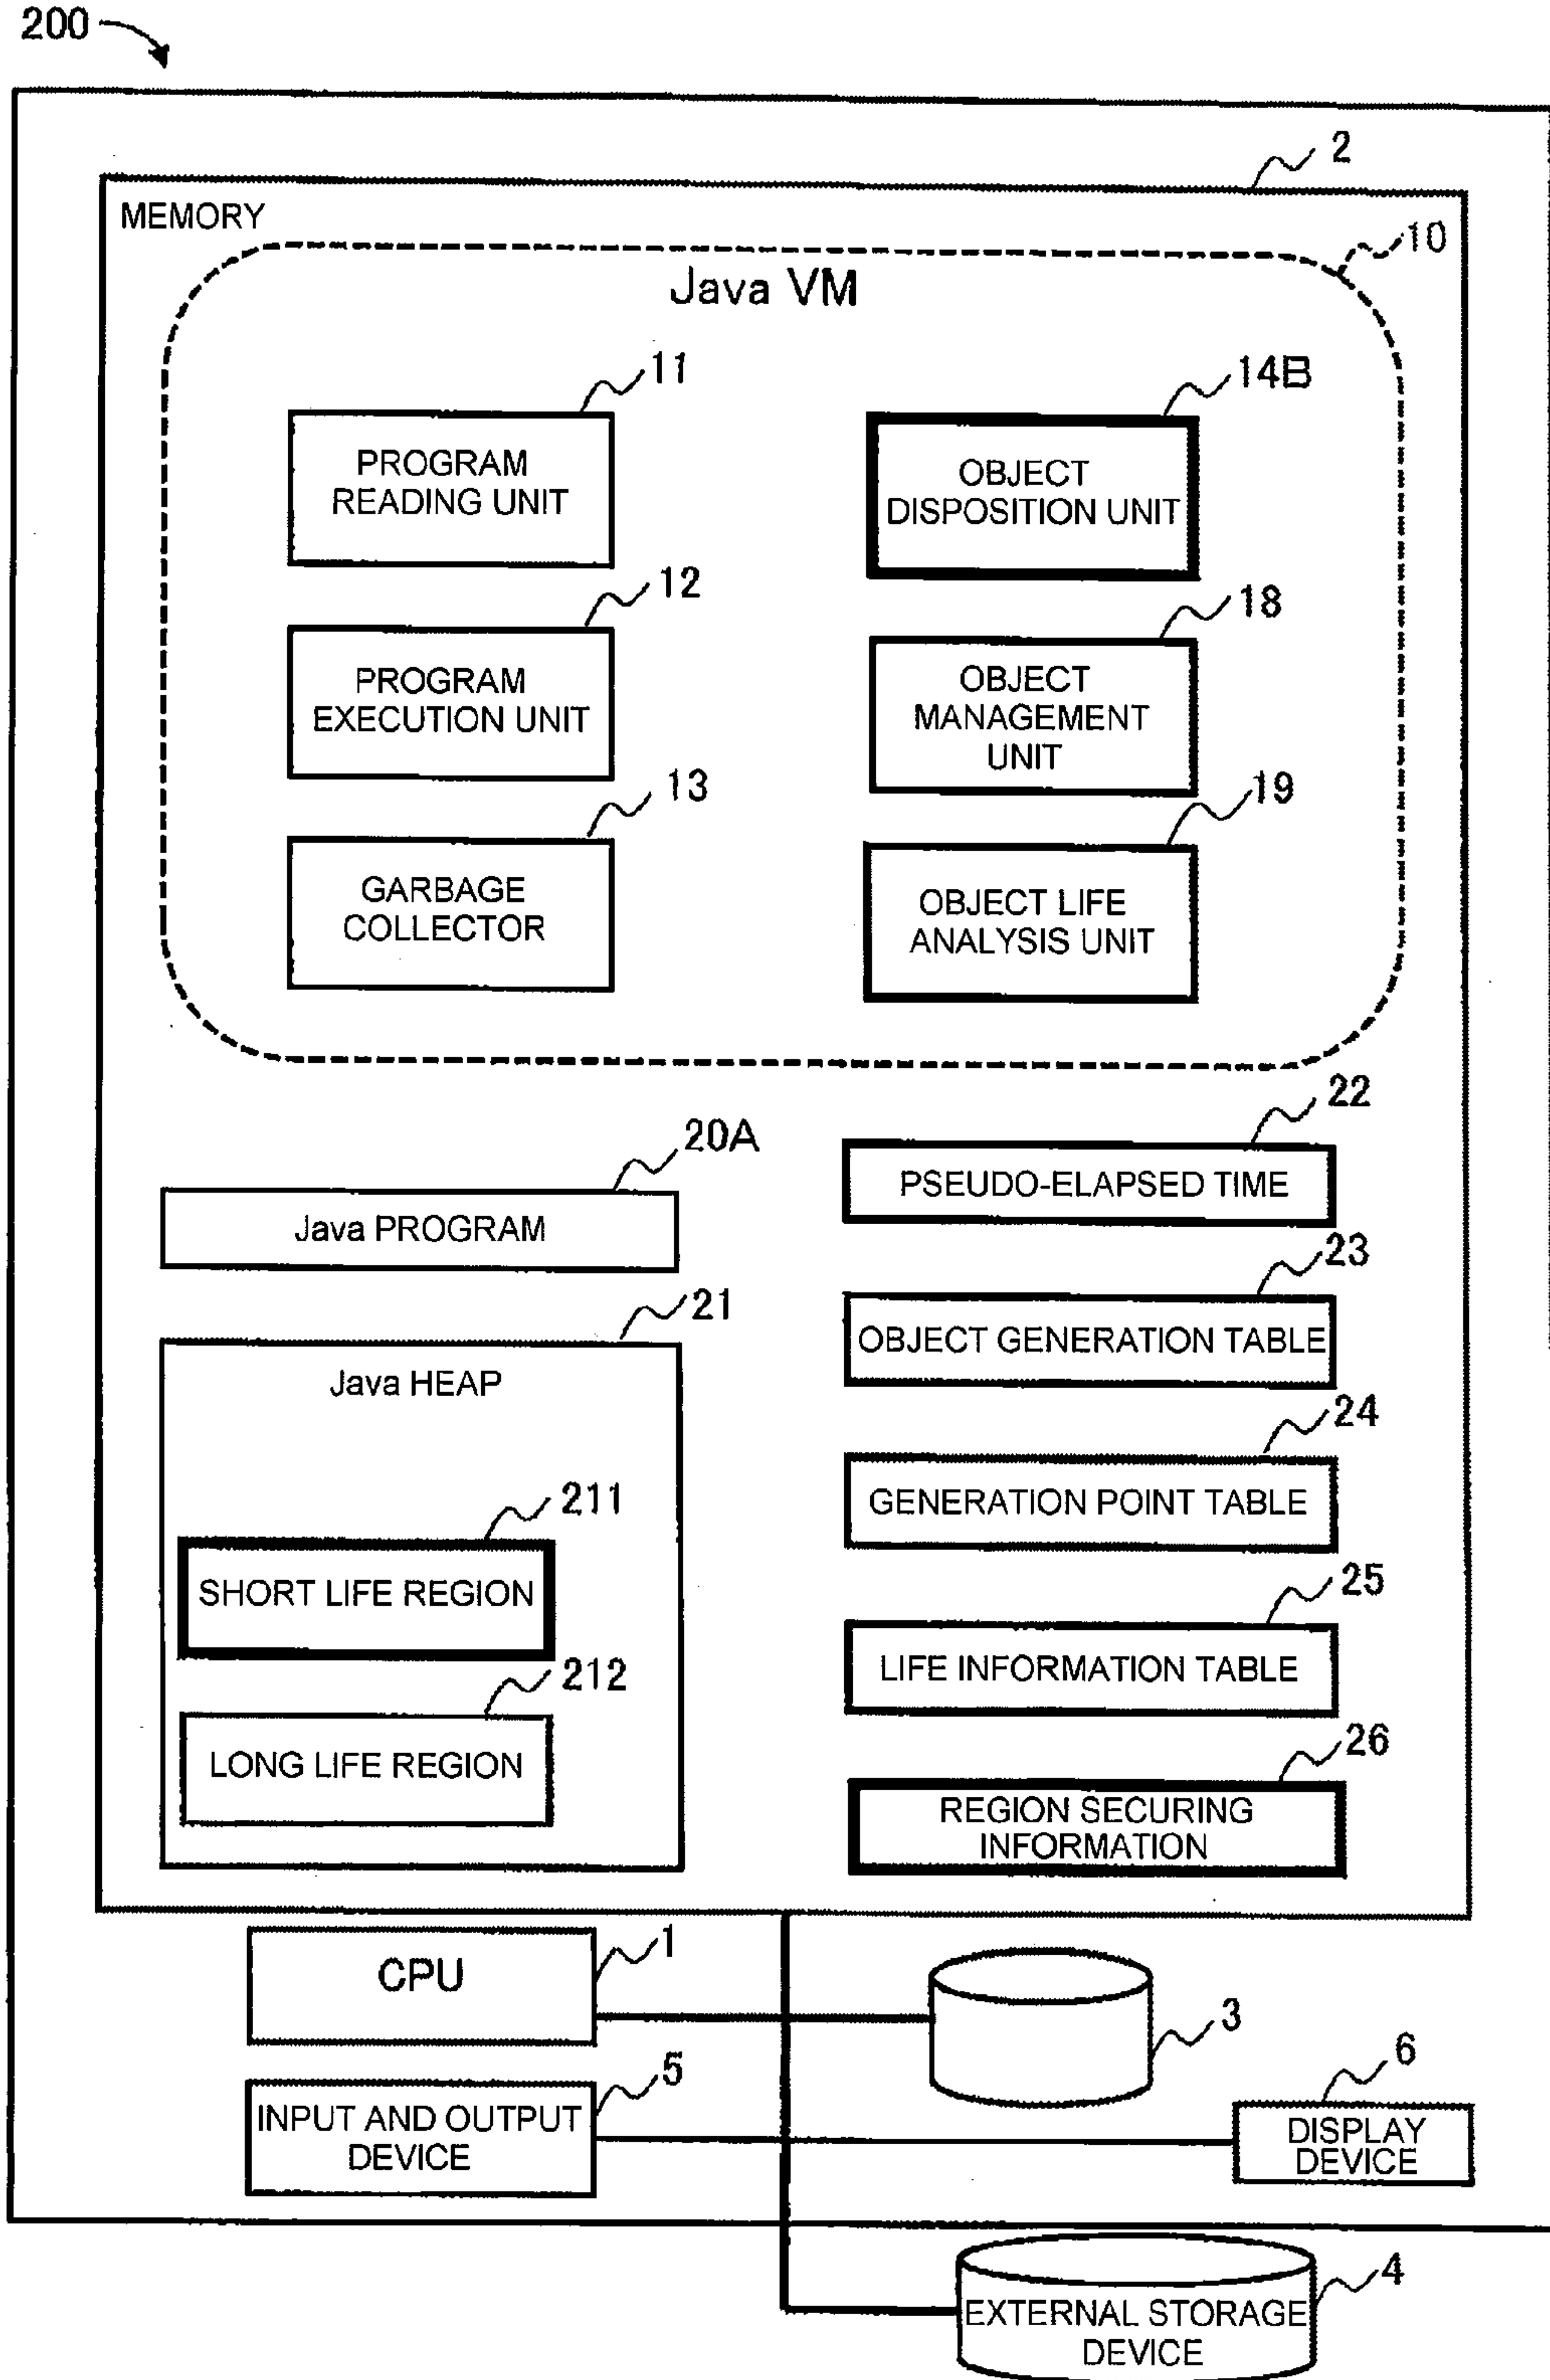 200
2
MEMORY
10
Java VM
11
14B
PROGRAM
READING UNIT
OBJECT
DISPOSITION UNIT
12
18
PROGRAM
EXECUTION UNIT
OBJECT
MANAGEMENT
UNIT
13
19
GARBAGE
COLLECTOR
OBJECT LIFE
ANALYSIS UNIT
20A
22
Java PROGRAM
PSEUDO-ELAPSED TIME
21
23
Java HEAP
OBJECT GENERATION TABLE
24
211
GENERATION POINT TABLE
SHORT LIFE REGION
25
212
LIFE INFORMATION TABLE
LONG LIFE REGION
26
REGION SECURING
INFORMATION
1
CPU
3
5
6
INPUT AND OUTPUT
DEVICE
DISPLAY
DEVICE
4
EXTERNAL STORAGE
DEVICE